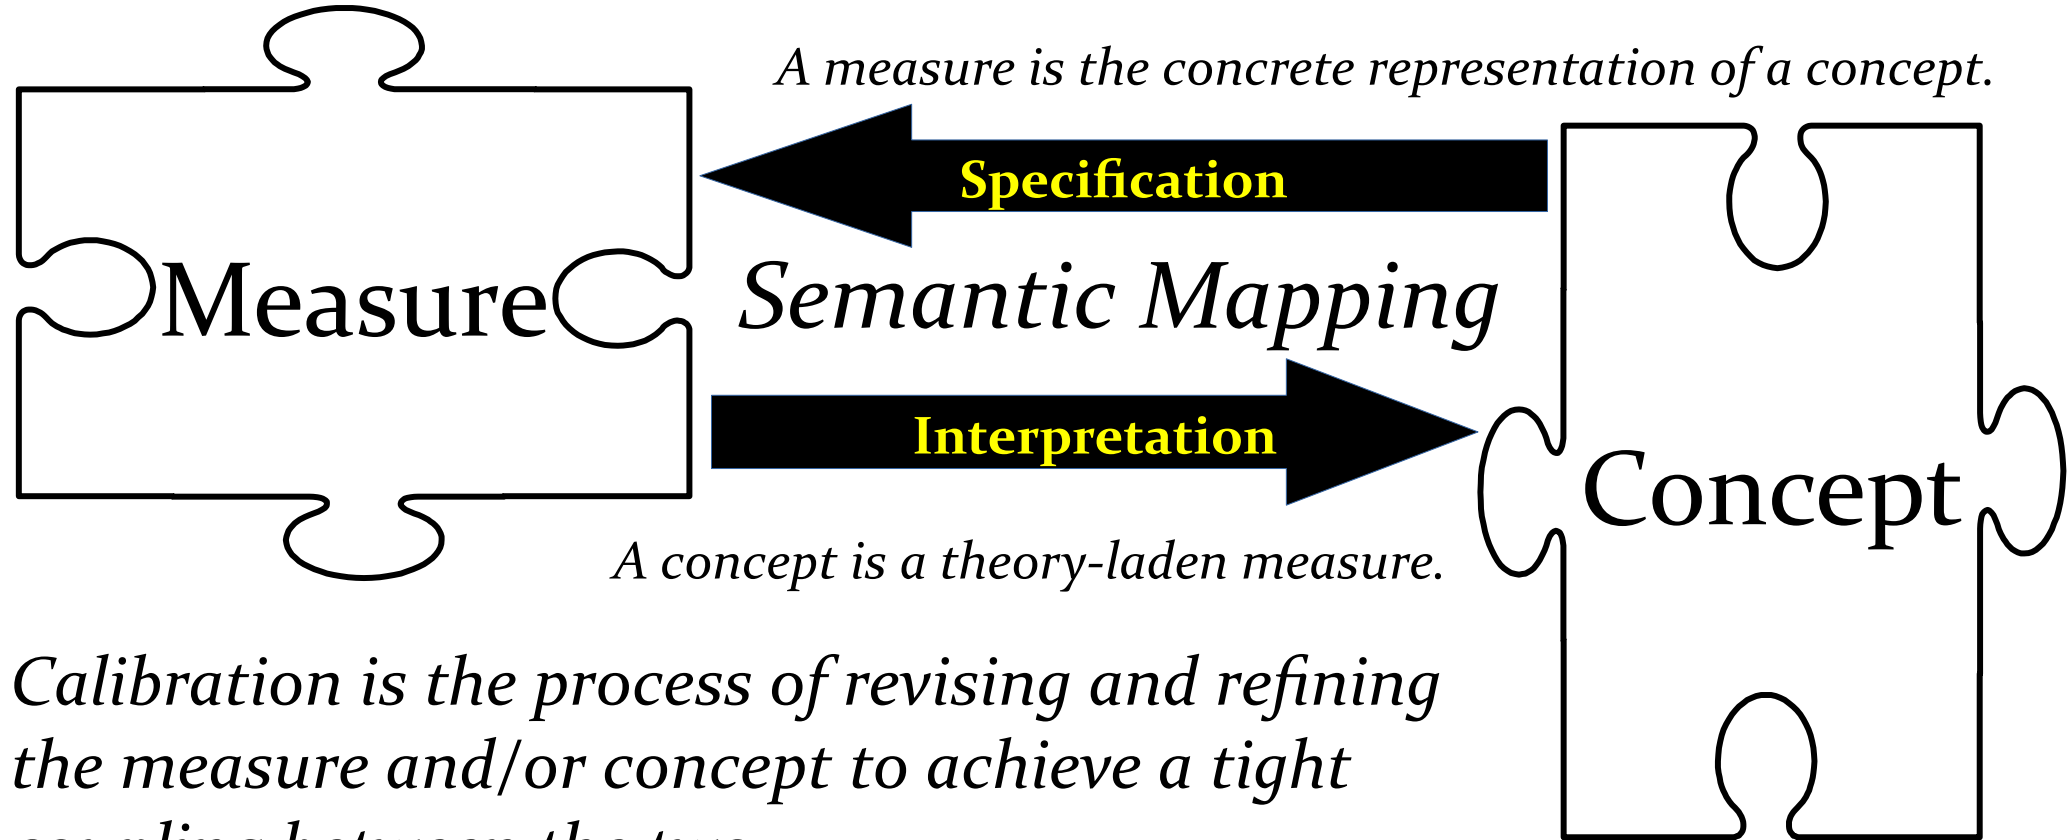 A measure is the concrete representation of a concept.
Specification
Measure
Semantic Mapping
Interpretation
Concept
A concept is a theory-laden measure.
Calibration is the process of revising and refining
the measure and/or concept to achieve a tight